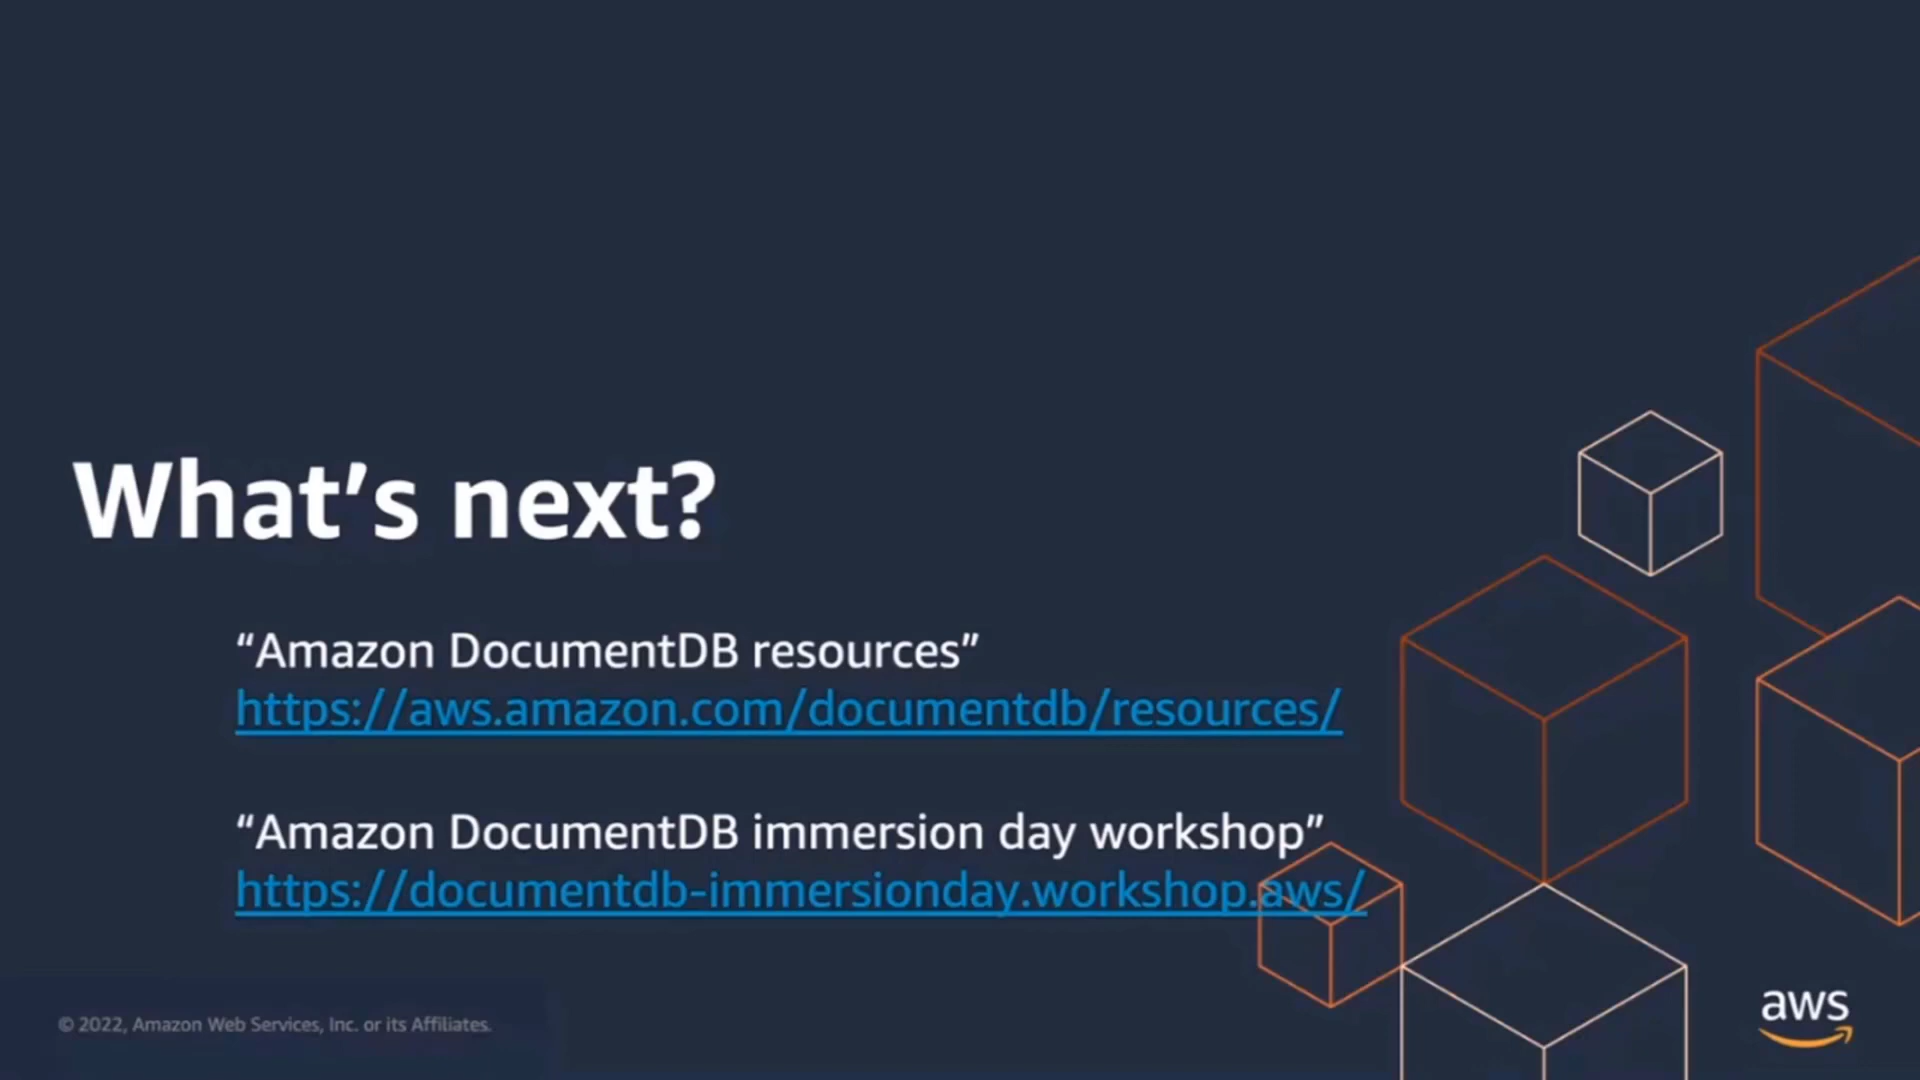 What’s next?
“Amazon DocumentDB resources”
https://aws.amazon.com/documentdb/resources/
“Amazon DocumentDB immersion day workshop”
https://documentdb-immersionday.workshop.aws/
© 2022, Amazon Web Services, Inc. or its Affiliates.
aws